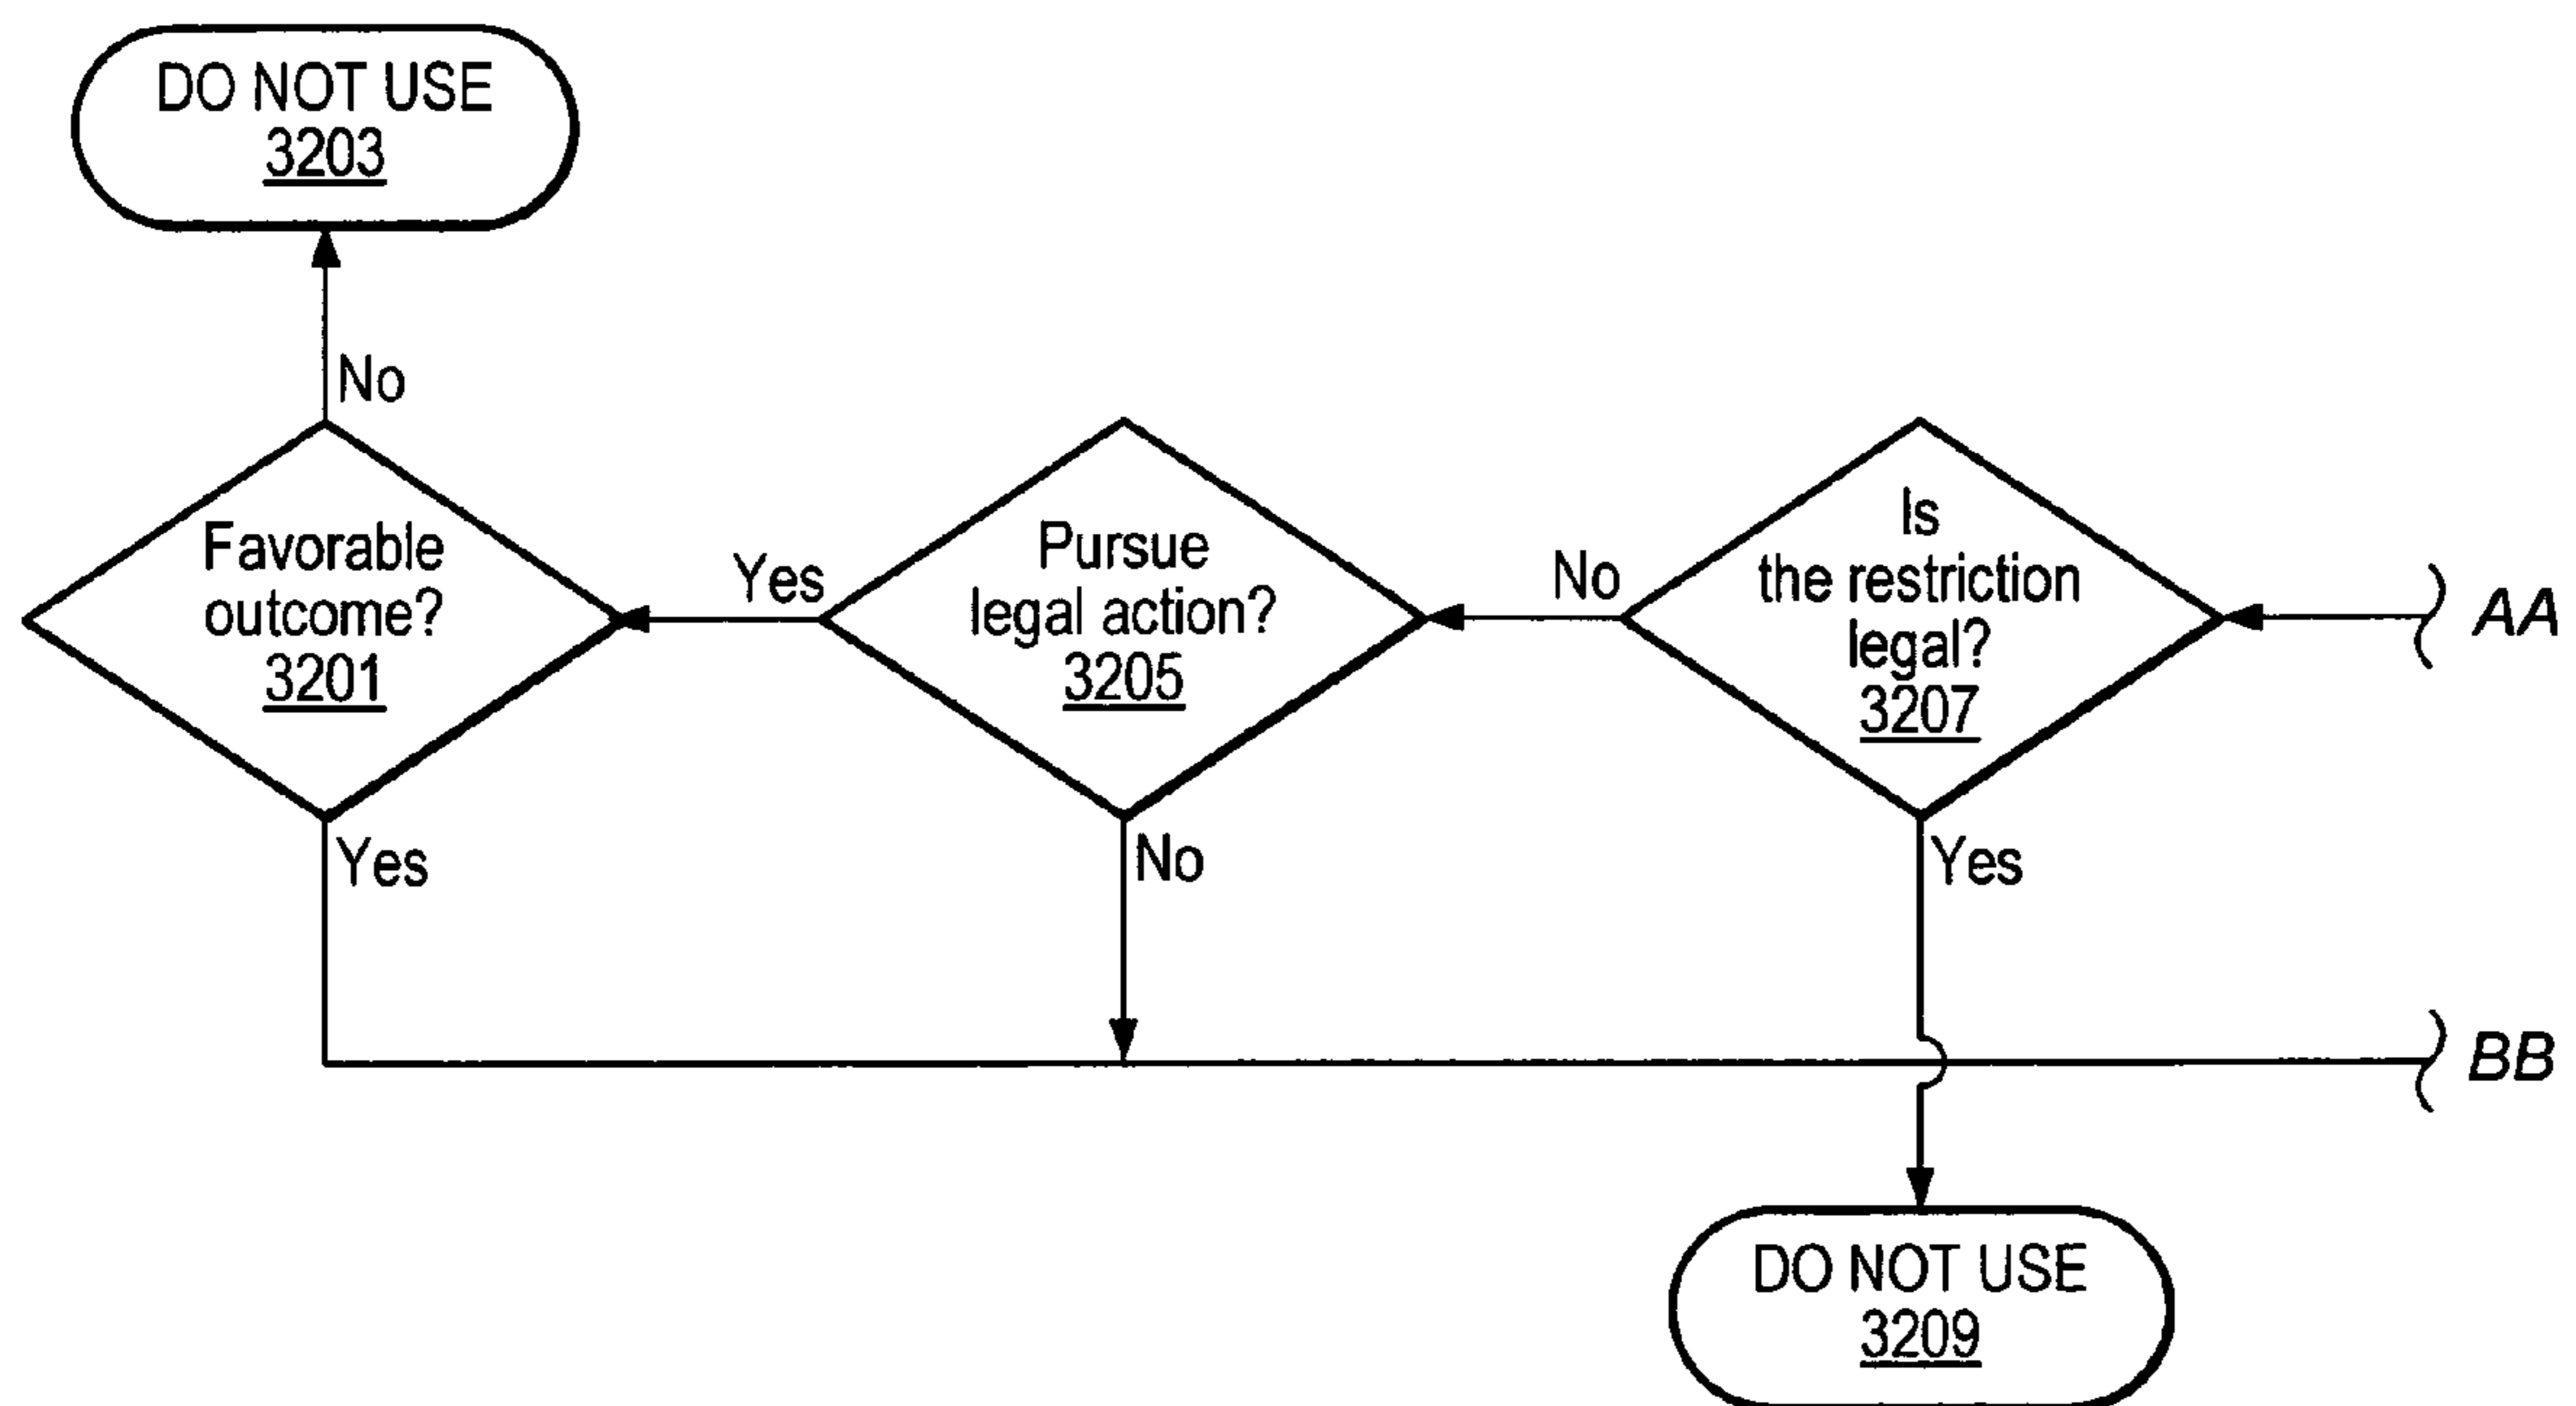 DO NOT USE
3203
No
Favorable
outcome?
3201
Yes
Yes
Pursue
legal action?
3205
No
No
Is
the restriction
legal?
3207
Yes
AA
BB
DO NOT USE
3209